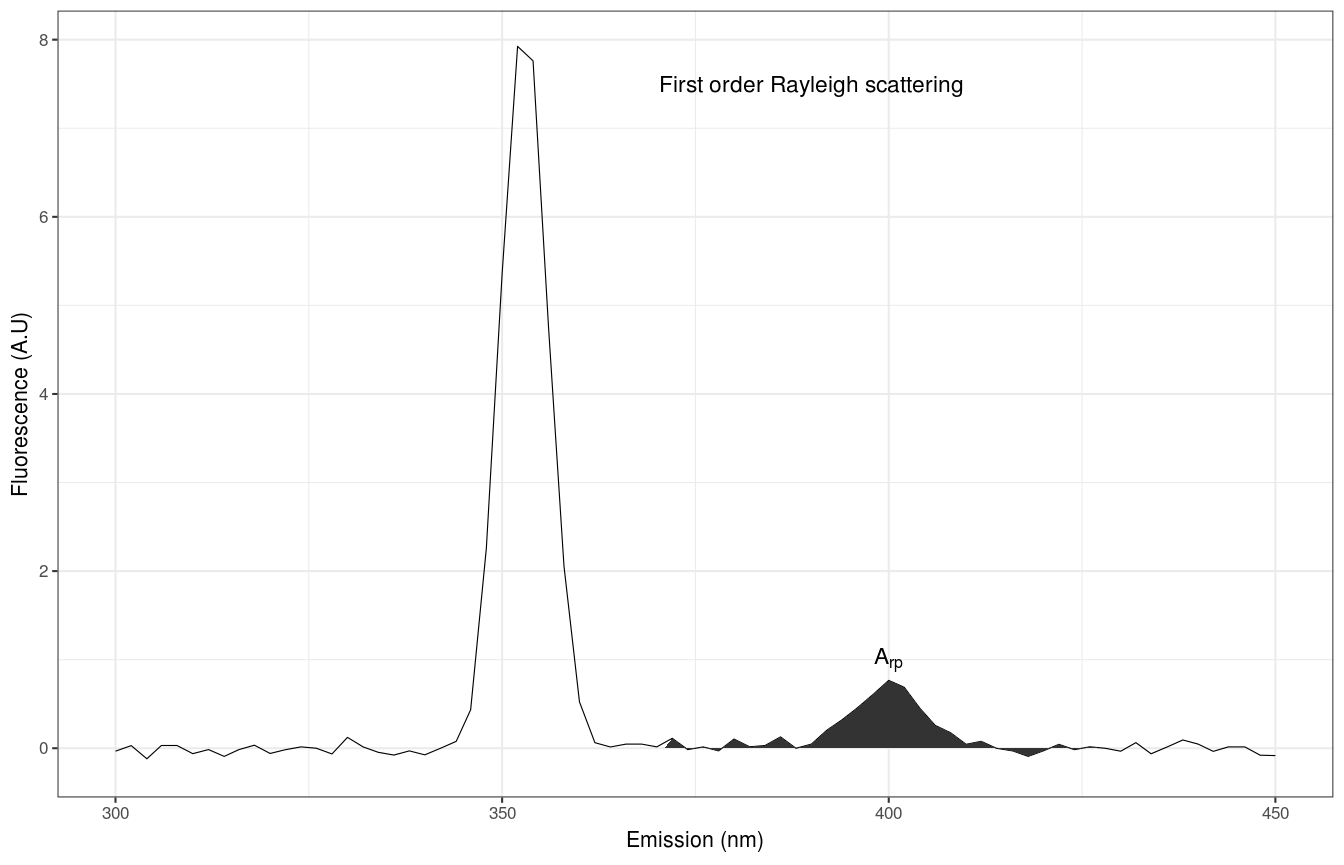 8
First order Rayleigh scattering
6
Fluorescence (A.U)
4
2
Arp
0
300 350 400 450
Emission (nm)